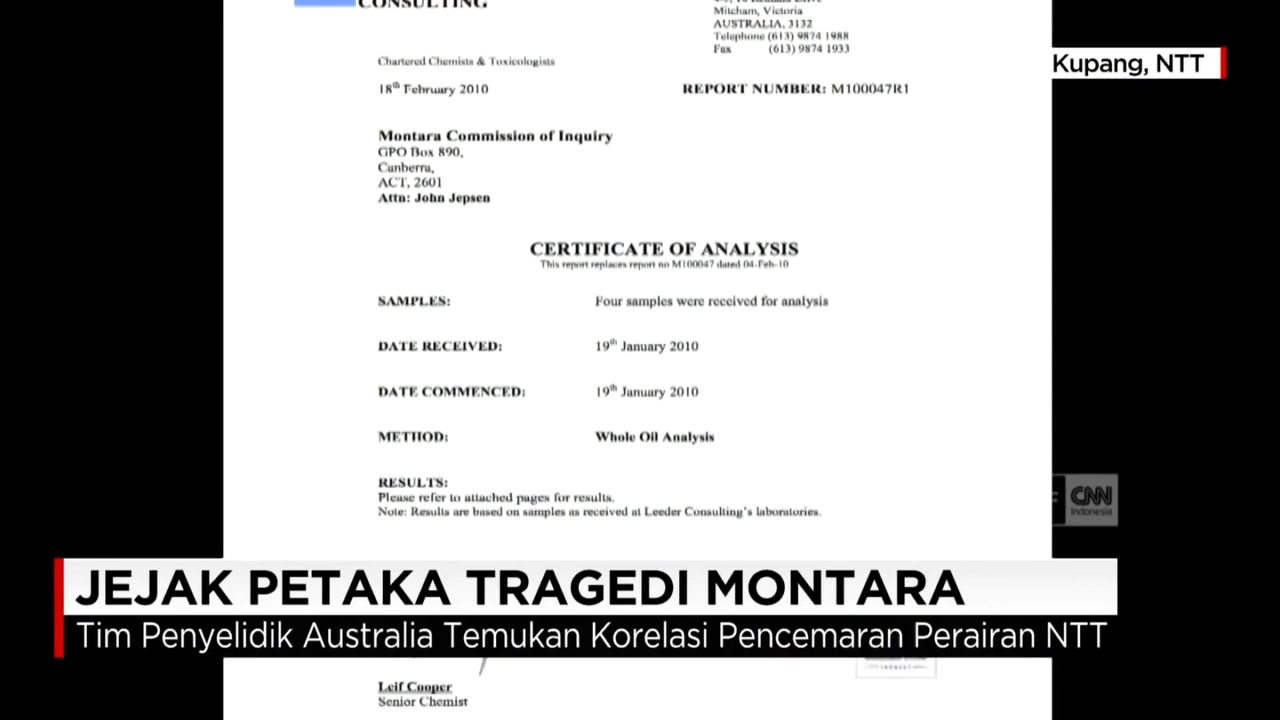 CONSULTING
Mitcham, Victoria
AUSTRALIA, 3132
Telephone (613) 9874 1988
Fax (613) 9874 1933
Kupang, NTT
Chartered Chemists & Toxicologists
18th February 2010
REPORT NUMBER: M100047R1
Montara Commission of Inquiry
GPO Box 890,
Canberra,
ACT, 2601
Attn: John Jepsen
CERTIFICATE OF ANALYSIS
This report replaces report no M100047 dated 04-Feb-10
SAMPLES: Four samples were received for analysis
DATE RECEIVED: 19th January 2010
DATE COMMENCED: 19th January 2010
METHOD: Whole Oil Analysis
RESULTS:
Please refer to attached pages for results.
Note: Results are based on samples as received at Leeder Consulting's laboratories.
CNN
Indonesia
JEJAK PETAKA TRAGEDI MONTARA
Tim Penyelidik Australia Temukan Korelasi Pencemaran Perairan NTT
Leif Cooper
Senior Chemist